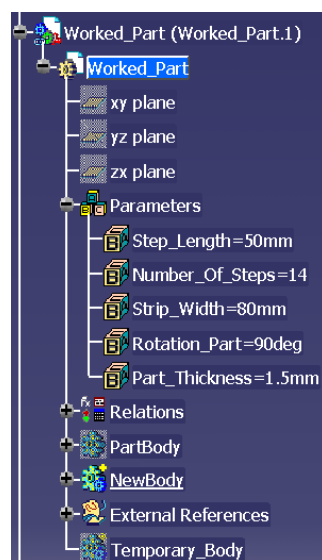 Worked_Part (Worked_Part.1)
Worked_Part
xy plane
yz plane
zx plane
Parameters
Step_Length=50mm
Number_Of_Steps=14
Strip_Width=80mm
Rotation_Part=90deg
Part_Thickness=1.5mm
Relations
PartBody
NewBody
External References
Temporary_Body